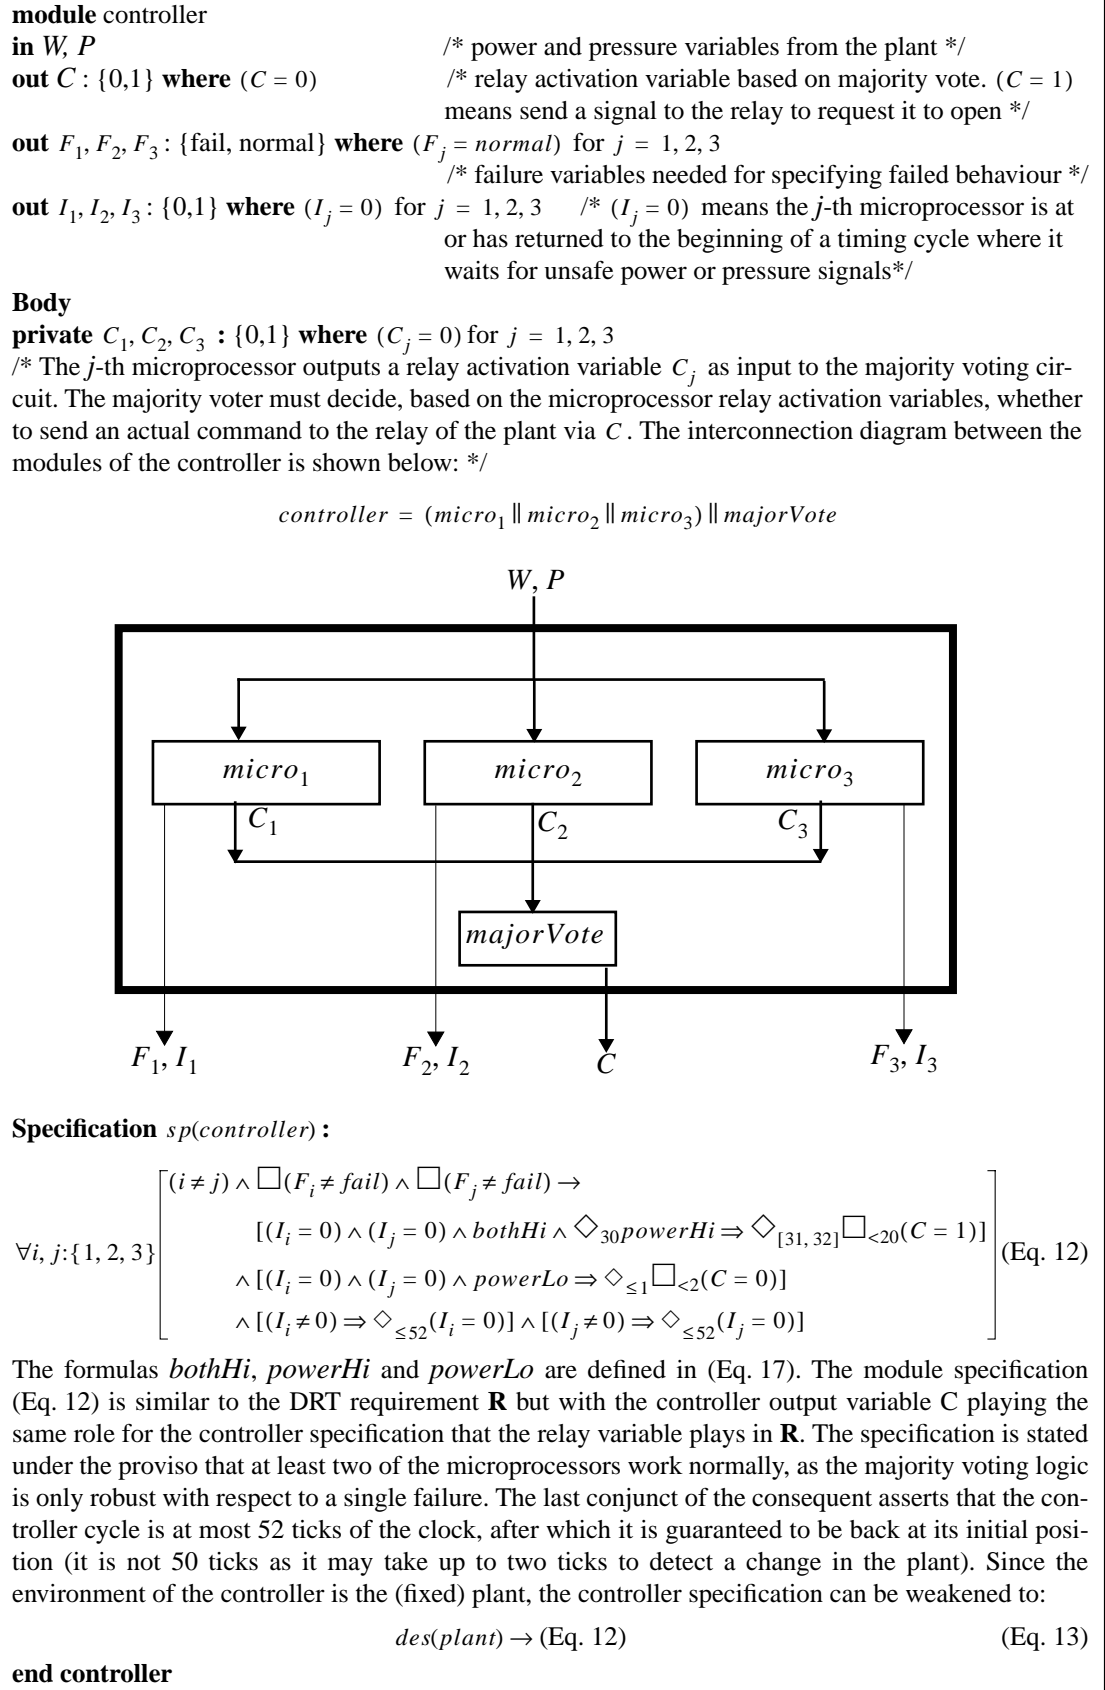 module controller
in W, P /* power and pressure variables from the plant */
out C : {0,1} where (C = 0) /* relay activation variable based on majority vote. (C = 1)
means send a signal to the relay to request it to open */
out F₁, F₂, F₃ : {fail, normal} where (F_j = normal) for j = 1, 2, 3
/* failure variables needed for specifying failed behaviour */
out I₁, I₂, I₃ : {0,1} where (I_j = 0) for j = 1, 2, 3 /* (I_j = 0) means the j-th microprocessor is at
or has returned to the beginning of a timing cycle where it
waits for unsafe power or pressure signals*/
Body
private C₁, C₂, C₃ : {0,1} where (C_j = 0) for j = 1, 2, 3
/* The j-th microprocessor outputs a relay activation variable C_j as input to the majority voting cir-
cuit. The majority voter must decide, based on the microprocessor relay activation variables, whether
to send an actual command to the relay of the plant via C. The interconnection diagram between the
modules of the controller is shown below: */
controller = (micro₁ || micro₂ || micro₃) || majorVote
W, P
micro₁ micro₂ micro₃
C₁ C₂ C₃
majorVote
F₁, I₁ F₂, I₂ C F₃, I₃
Specification sp(controller) :
(i ≠ j) ∧ □(F_i ≠ fail) ∧ □(F_j ≠ fail) →
[(I_i = 0) ∧ (I_j = 0) ∧ bothHi ∧ ◇₃₀powerHi ⇒ ◇_[31, 32]□_<20(C = 1)]
∀i, j:{1, 2, 3} (Eq. 12)
∧ [(I_i = 0) ∧ (I_j = 0) ∧ powerLo ⇒ ◇_≤1□_<2(C = 0)]
∧ [(I_i ≠ 0) ⇒ ◇_≤52(I_i = 0)] ∧ [(I_j ≠ 0) ⇒ ◇_≤52(I_j = 0)]
The formulas bothHi, powerHi and powerLo are defined in (Eq. 17). The module specification
(Eq. 12) is similar to the DRT requirement R but with the controller output variable C playing the
same role for the controller specification that the relay variable plays in R. The specification is stated
under the proviso that at least two of the microprocessors work normally, as the majority voting logic
is only robust with respect to a single failure. The last conjunct of the consequent asserts that the con-
troller cycle is at most 52 ticks of the clock, after which it is guaranteed to be back at its initial posi-
tion (it is not 50 ticks as it may take up to two ticks to detect a change in the plant). Since the
environment of the controller is the (fixed) plant, the controller specification can be weakened to:
des(plant) → (Eq. 12) (Eq. 13)
end controller